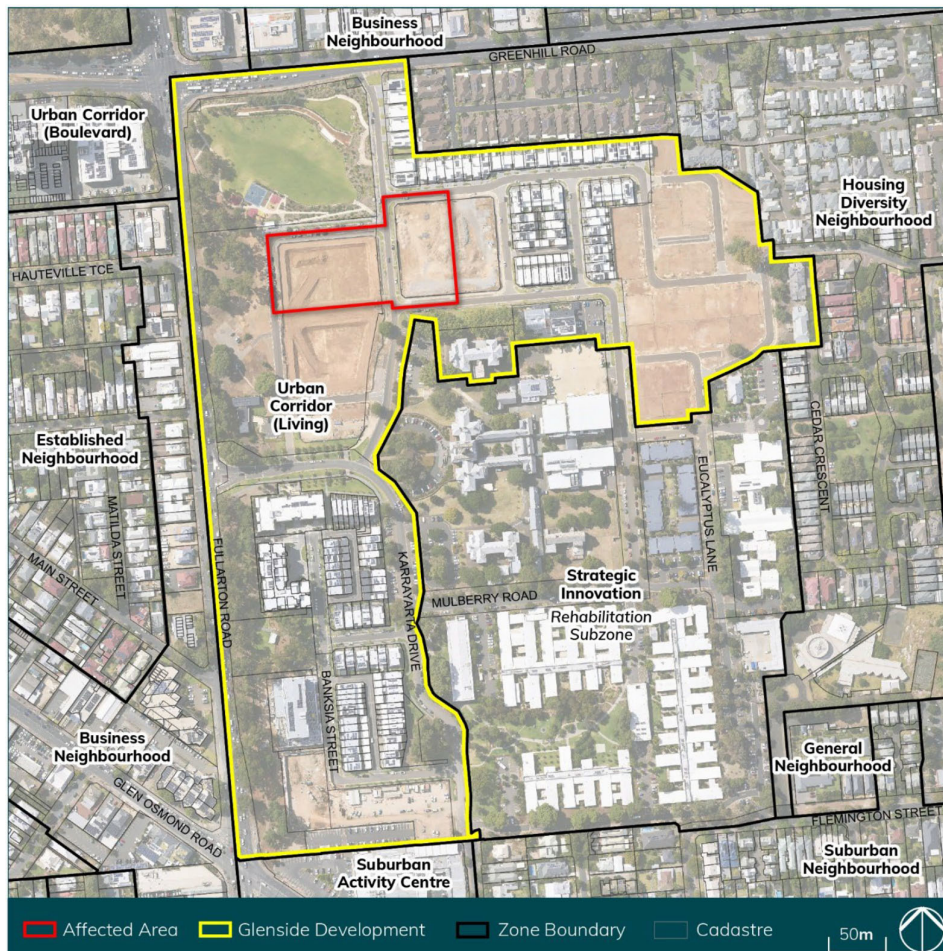 Business
Neighbourhood
GREENHILL ROAD
Urban Corridor
(Boulevard)
Housing
Diversity
Neighbourhood
HAUTEVILLE TCE
Urban
Corridor
(Living)
Established
Neighbourhood
MATILDA STREET
MAIN STREET
FULLARTON ROAD
KARRAYARTA DRIVE
CEDAR CRESCENT
EUCALYPTUS LANE
Strategic
Innovation
MULBERRY ROAD
Rehabilitation
Subzone
BANKSIA STREET
Business
Neighbourhood
GLEN OSMOND ROAD
General
Neighbourhood
FLEMINGTON STREET
Suburban
Activity Centre
Suburban
Neighbourhood
Affected Area
Glenside Development
Zone Boundary
Cadastre
50m